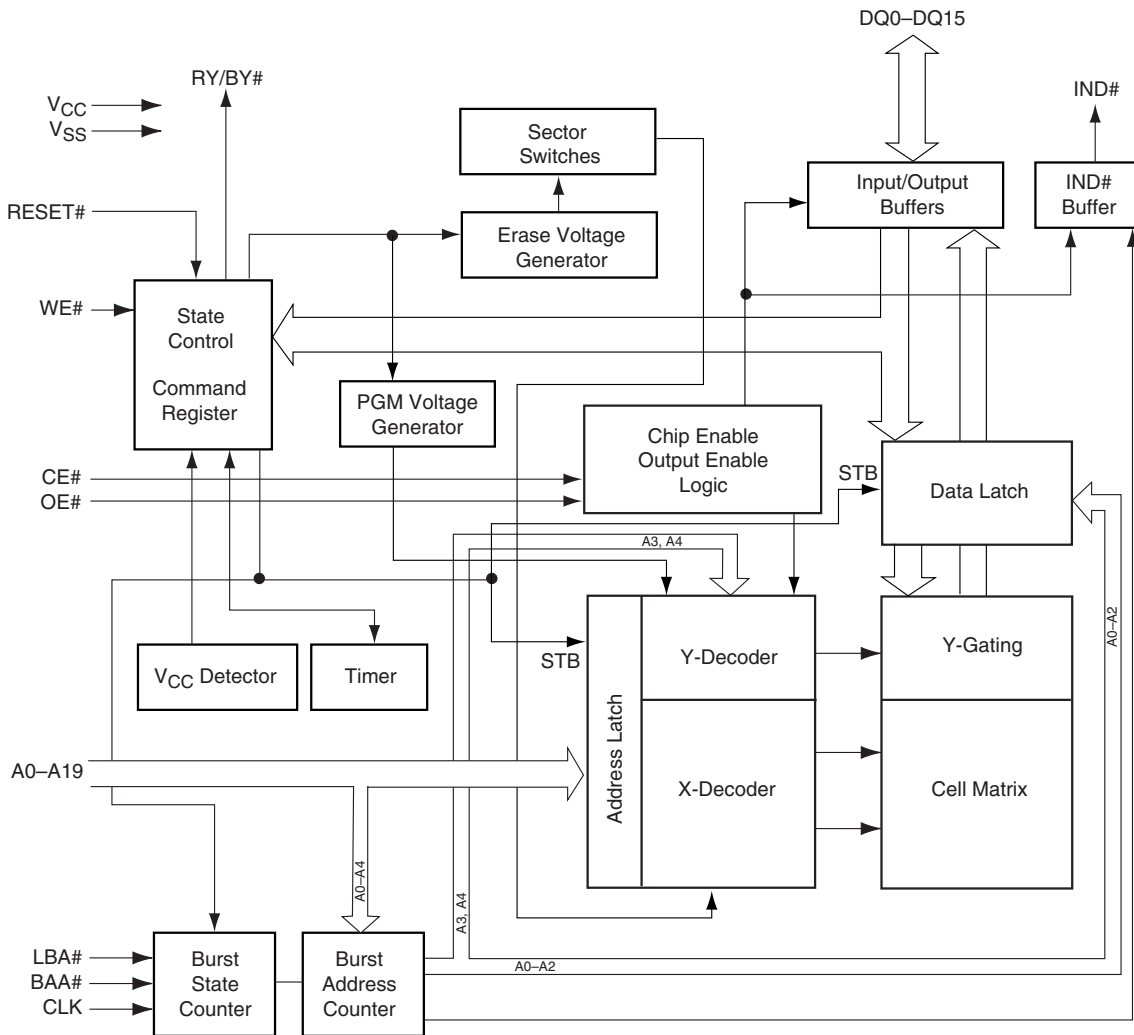 DQ0–DQ15
RY/BY#
IND#
VCC
VSS
Sector
Switches
Input/Output
Buffers
IND#
Buffer
RESET#
Erase Voltage
Generator
WE#
State
Control
Command
Register
PGM Voltage
Generator
Chip Enable
Output Enable
Logic
CE#
OE#
STB
Data Latch
A3, A4
A0–A2
STB
Y-Decoder
Y-Gating
VCC Detector
Timer
Address Latch
A0–A19
X-Decoder
Cell Matrix
A0–A4
A3, A4
LBA#
BAA#
CLK
Burst
State
Counter
Burst
Address
Counter
A0–A2